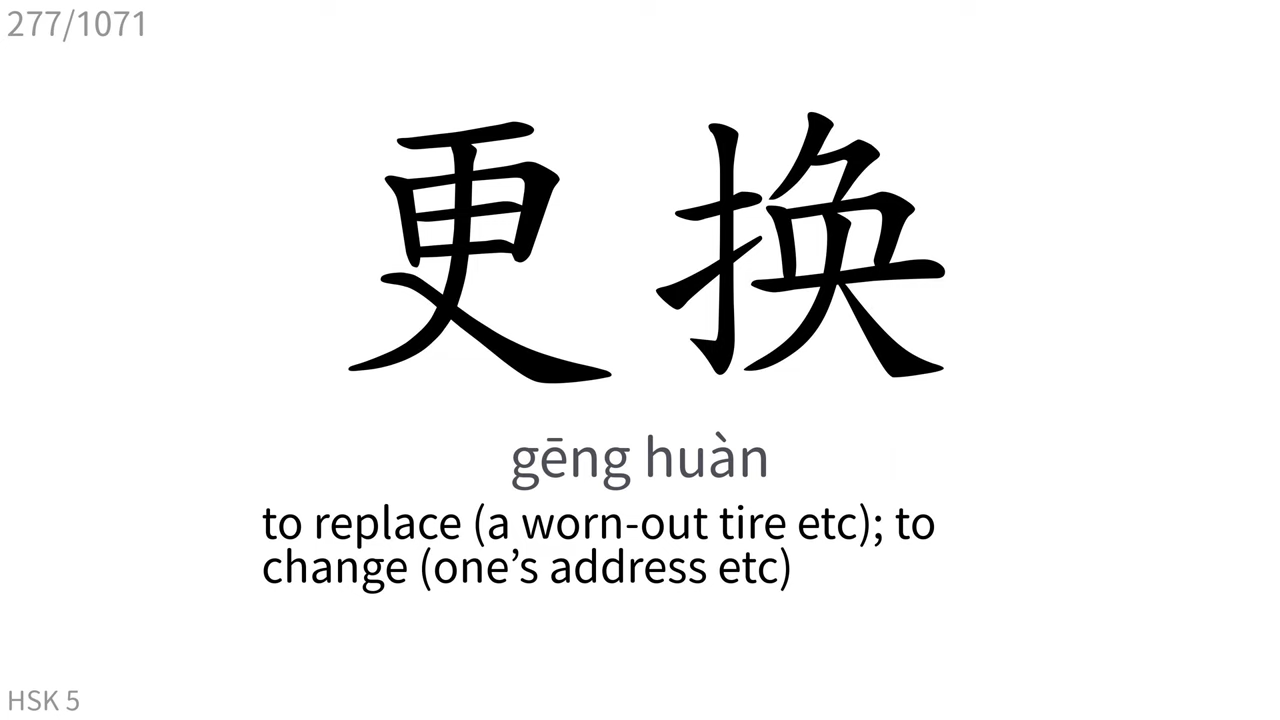 277/1071
更换
gēng huàn
to replace (a worn-out tire etc); to
change (one’s address etc)
HSK 5